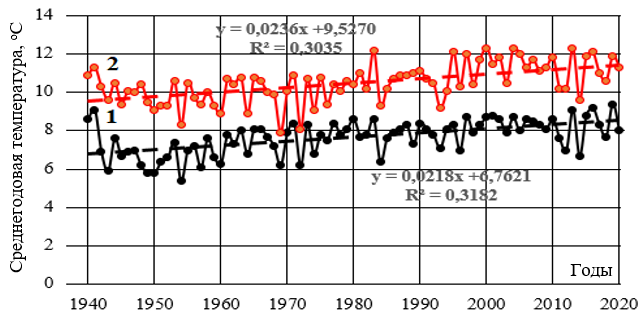 14
12
10
8
6
4
2
0
Среднегодовая температура, °С
y = 0,0236x +9,5270
R² = 0,3035
2
1
y = 0,0218x +6,7621
R² = 0,3182
Годы
1940 1950 1960 1970 1980 1990 2000 2010 2020